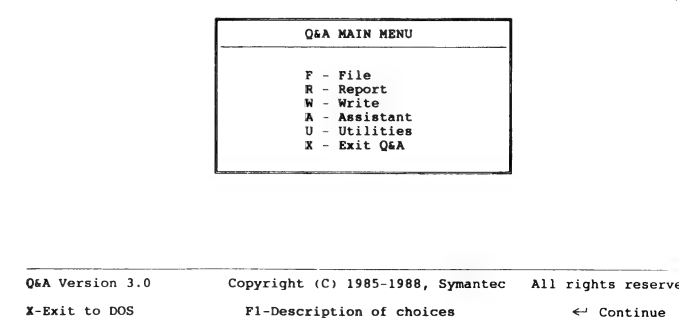 Q&A MAIN MENU
F - File
R - Report
W - Write
A - Assistant
U - Utilities
X - Exit Q&A
Q&A Version 3.0 Copyright (C) 1985-1988, Symantec All rights reserve
X-Exit to DOS F1-Description of choices ↵ Continue